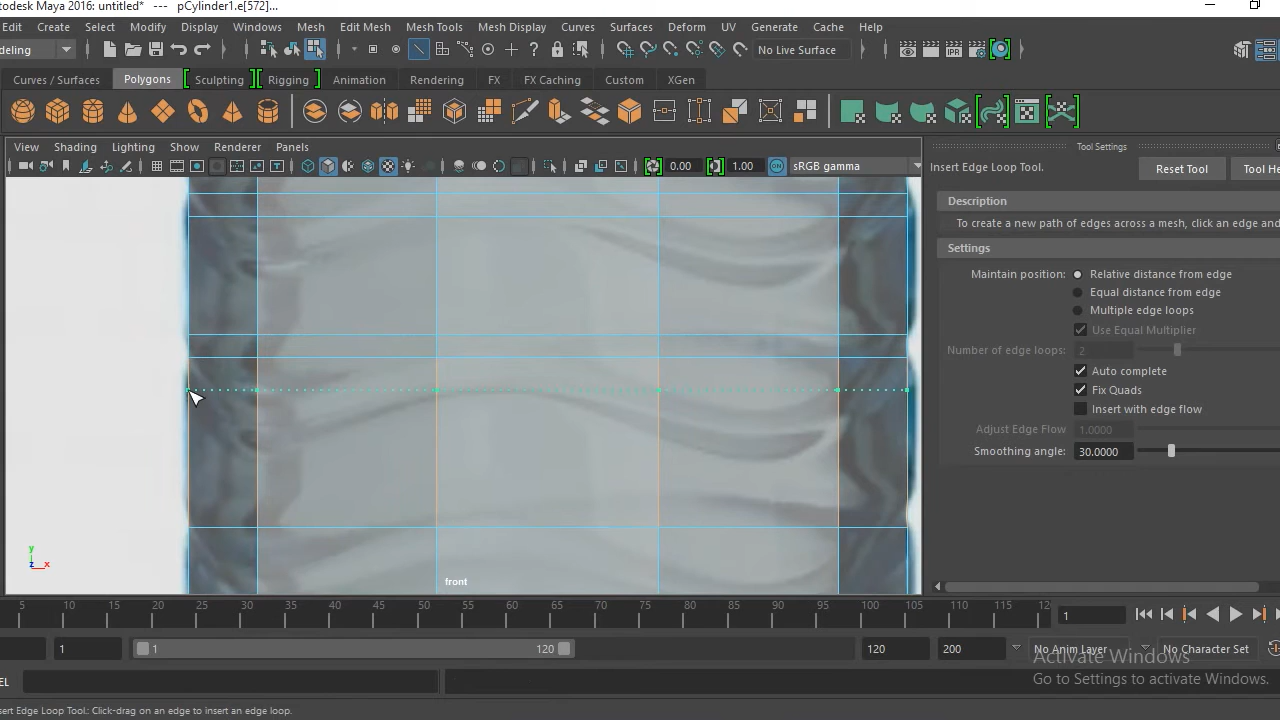 odesk Maya 2016: untitled*   ---   pCylinder1.e[572]...
Edit Create Select Modify Display Windows Mesh Edit Mesh Mesh Tools Mesh Display Curves Surfaces Deform UV Generate Cache Help
deling
No Live Surface
Curves / Surfaces Polygons Sculpting Rigging Animation Rendering FX FX Caching Custom XGen
View Shading Lighting Show Renderer Panels
Tool Settings
0.00 1.00 sRGB gamma
Insert Edge Loop Tool. Reset Tool Tool He
Description
To create a new path of edges across a mesh, click an edge and
Settings
Maintain position: Relative distance from edge
Equal distance from edge
Multiple edge loops
Use Equal Multiplier
Number of edge loops: 2
Auto complete
Fix Quads
Insert with edge flow
Adjust Edge Flow 1.0000
Smoothing angle: 30.0000
y
z x
front
5 10 15 20 25 30 35 40 45 50 55 60 65 70 75 80 85 90 95 100 105 110 115 12
1
1 1 120 120 200 No Anim Layer No Character Set
Activate Windows
Go to Settings to activate Windows.
EL
sert Edge Loop Tool: Click-drag on an edge to insert an edge loop.